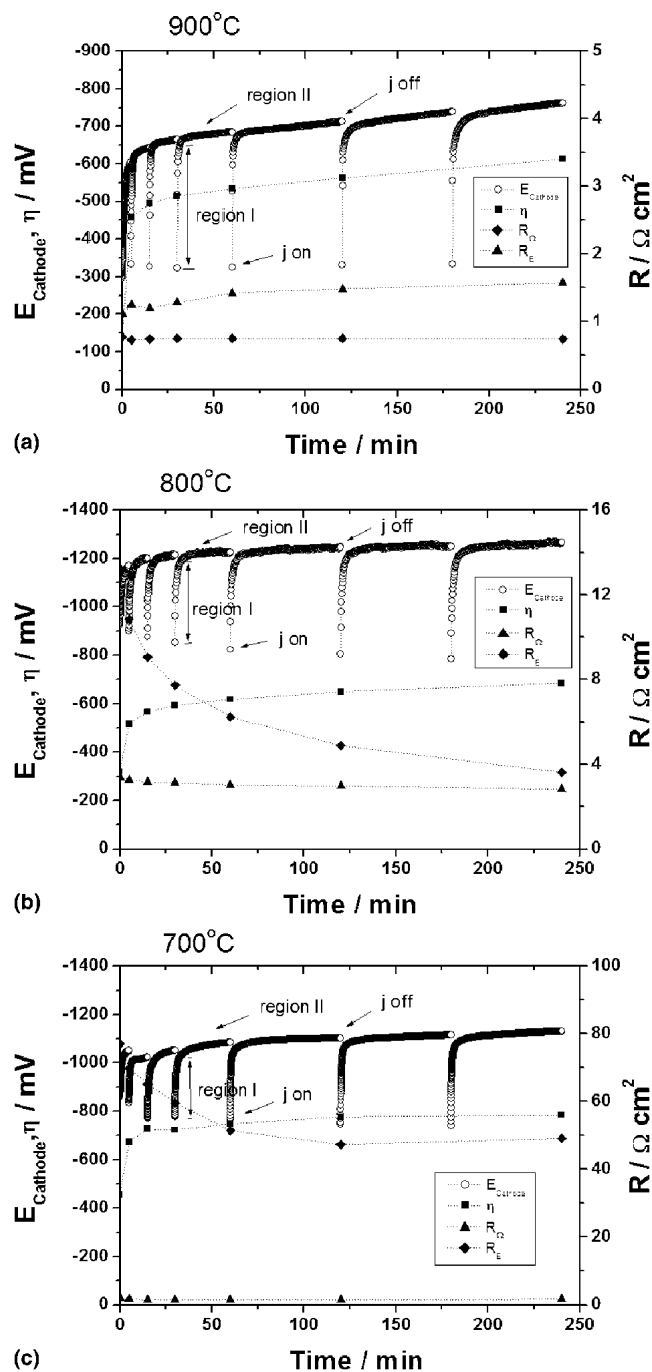 900°C
-900
-800
-700
-600
-500
-400
-300
-200
-100
0
E_Cathode, η / mV
5
4
3
2
1
0
R / Ω cm²
region II
j off
region I
j on
E_Cathode
η
R_Ω
R_E
0 50 100 150 200 250
(a)
Time / min
800°C
-1400
-1200
-1000
-800
-600
-400
-200
0
E_Cathode, η / mV
16
14
12
10
8
6
4
2
0
R / Ω cm²
region II
j off
region I
j on
E_Cathode
η
R_Ω
R_E
0 50 100 150 200 250
(b)
Time / min
700°C
-1400
-1200
-1000
-800
-600
-400
-200
0
E_Cathode, η / mV
100
80
60
40
20
0
R / Ω cm²
region II
j off
region I
j on
E_Cathode
η
R_Ω
R_E
0 50 100 150 200 250
(c)
Time / min